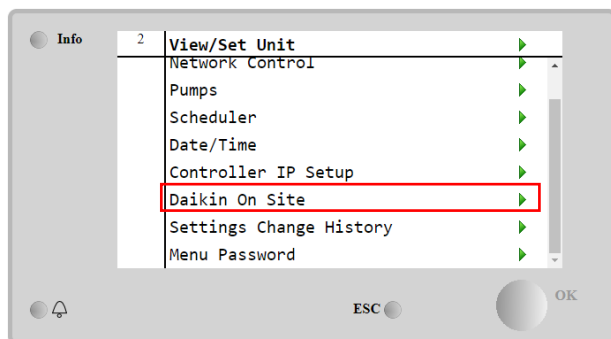 Info
2
View/Set Unit
Network Control
Pumps
Scheduler
Date/Time
Controller IP Setup
Daikin On Site
Settings Change History
Menu Password
ESC
OK